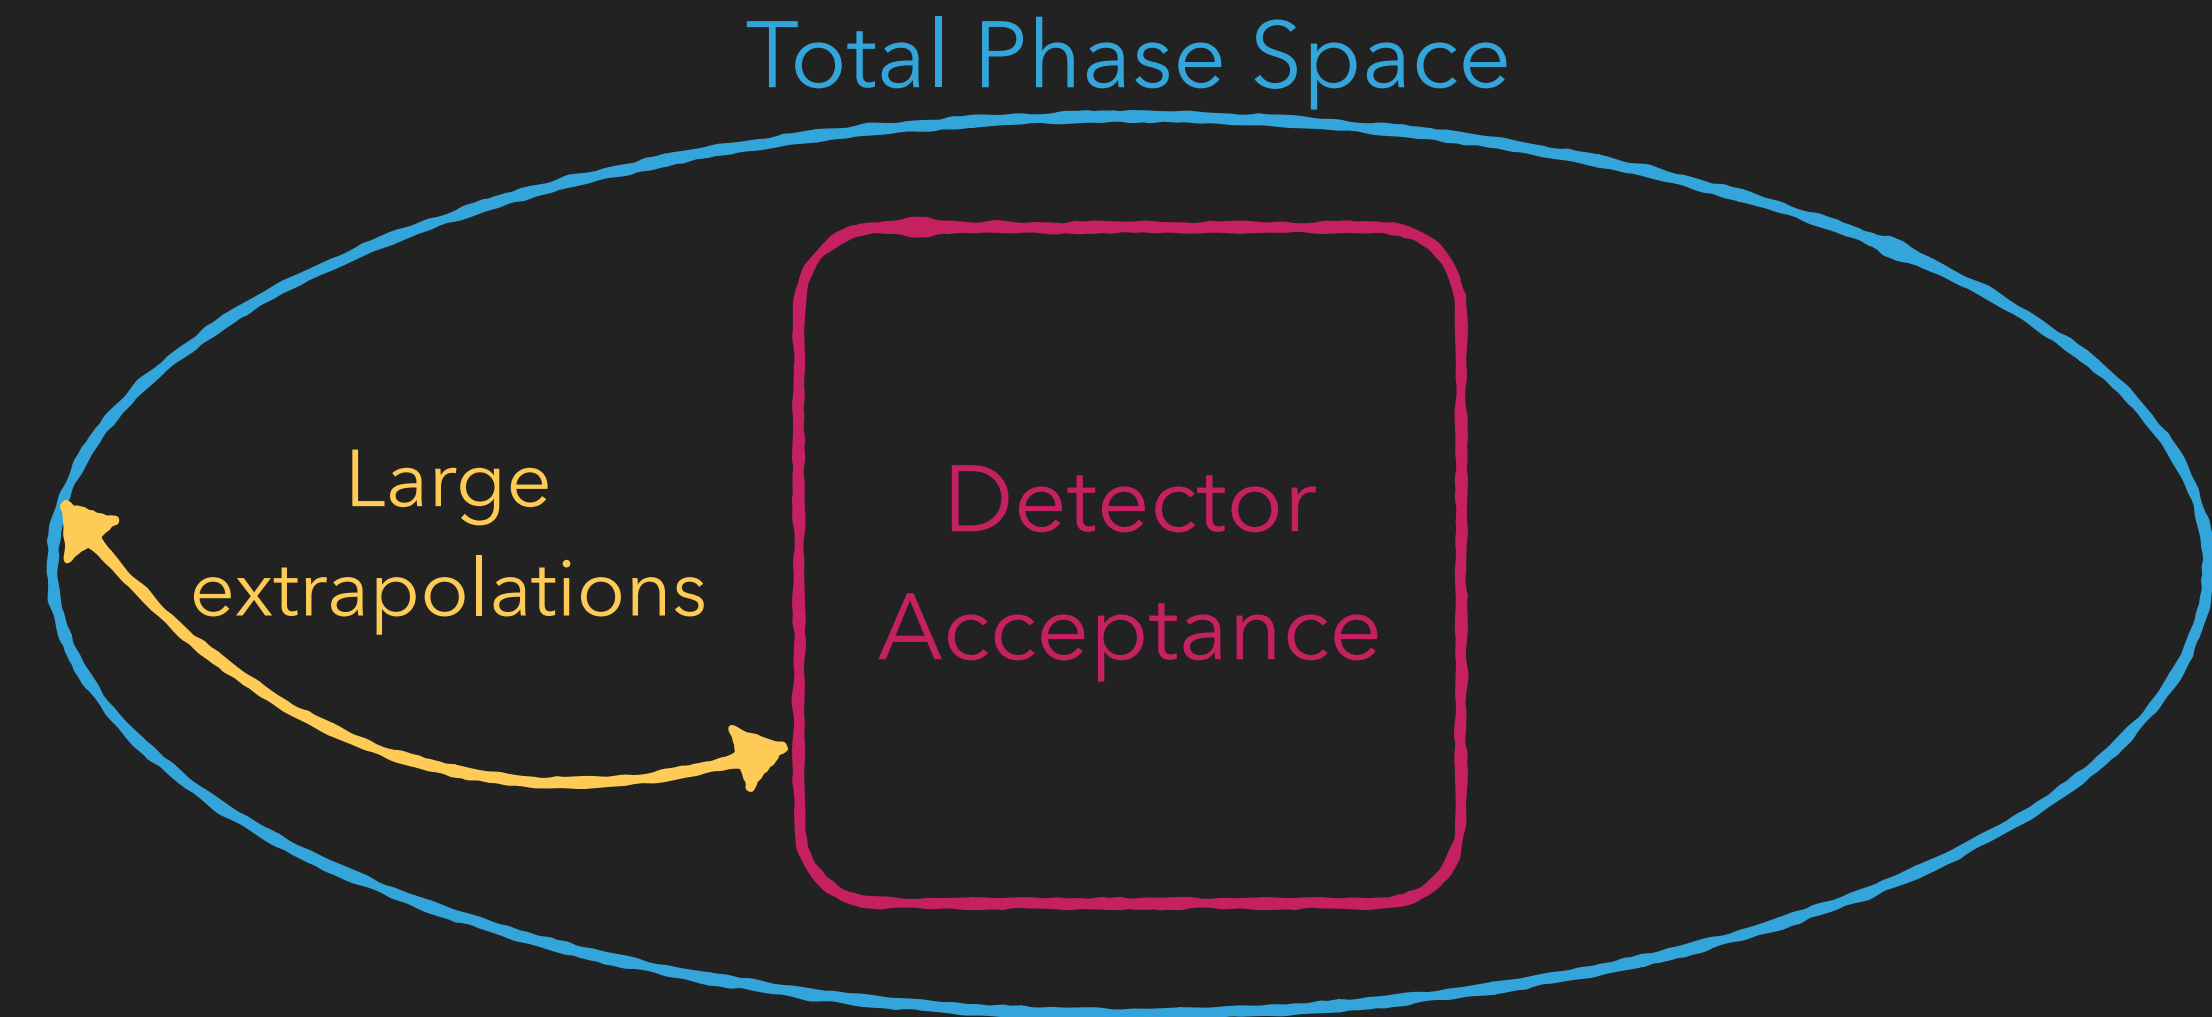 Total Phase Space
Large
extrapolations
Detector
Acceptance